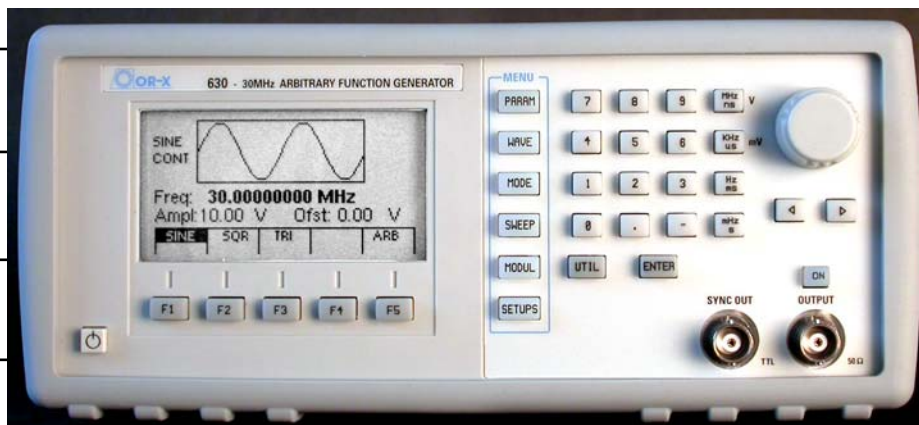 OR-X 630 - 30MHz ARBITRARY FUNCTION GENERATOR
SINE
CONT
Freq: 30.00000000 MHz
Ampl: 10.00 V Ofst: 0.00 V
SINE SQR TRI ARB
F1 F2 F3 F4 F5
MENU
PARAM
WAVE
MODE
SWEEP
MODUL
SETUPS
7 8 9 MHz ns V
4 5 6 KHz us mV
1 2 3 Hz ms
0 . - mHz s
UTIL ENTER
ON
SYNC OUT OUTPUT
TTL 50Ω